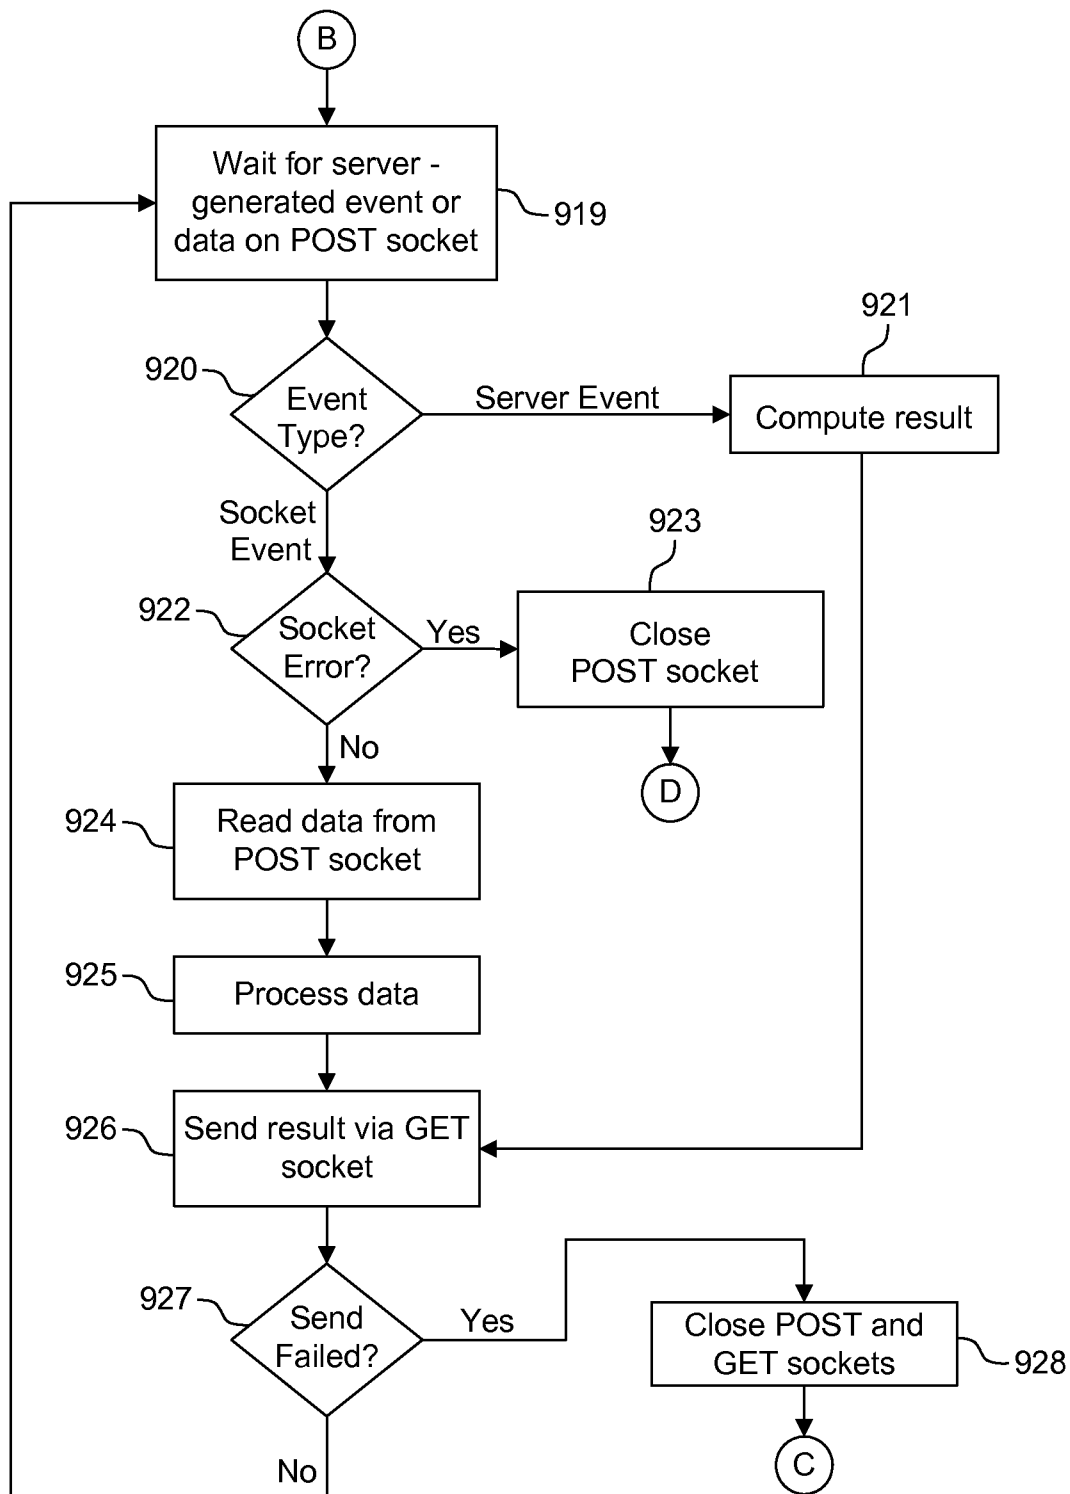 B
Wait for server -
generated event or
data on POST socket
919
920
Event
Type?
Server Event
921
Compute result
Socket
Event
922
Socket
Error?
Yes
923
Close
POST socket
No
D
924
Read data from
POST socket
925
Process data
926
Send result via GET
socket
927
Send
Failed?
Yes
Close POST and
GET sockets
928
No
C